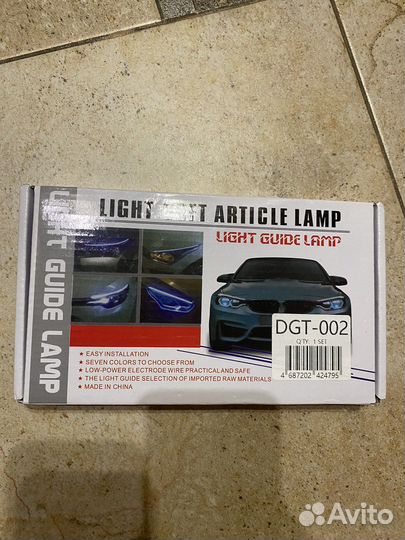 LIGHT ARTICLE LAMP
LIGHT GUIDE LAMP
LIGHT GUIDE LAMP
DGT-002
Q'TY: 1 SET
4 687202 424795
★ EASY INSTALLATION
★ SEVEN COLORS TO CHOOSE FROM
★ LOW-POWER ELECTRODE WIRE PRACTICAL AND SAFE
★ THE LIGHT GUIDE SELECTION OF IMPORTED RAW MATERIALS
★ MADE IN CHINA
Avito